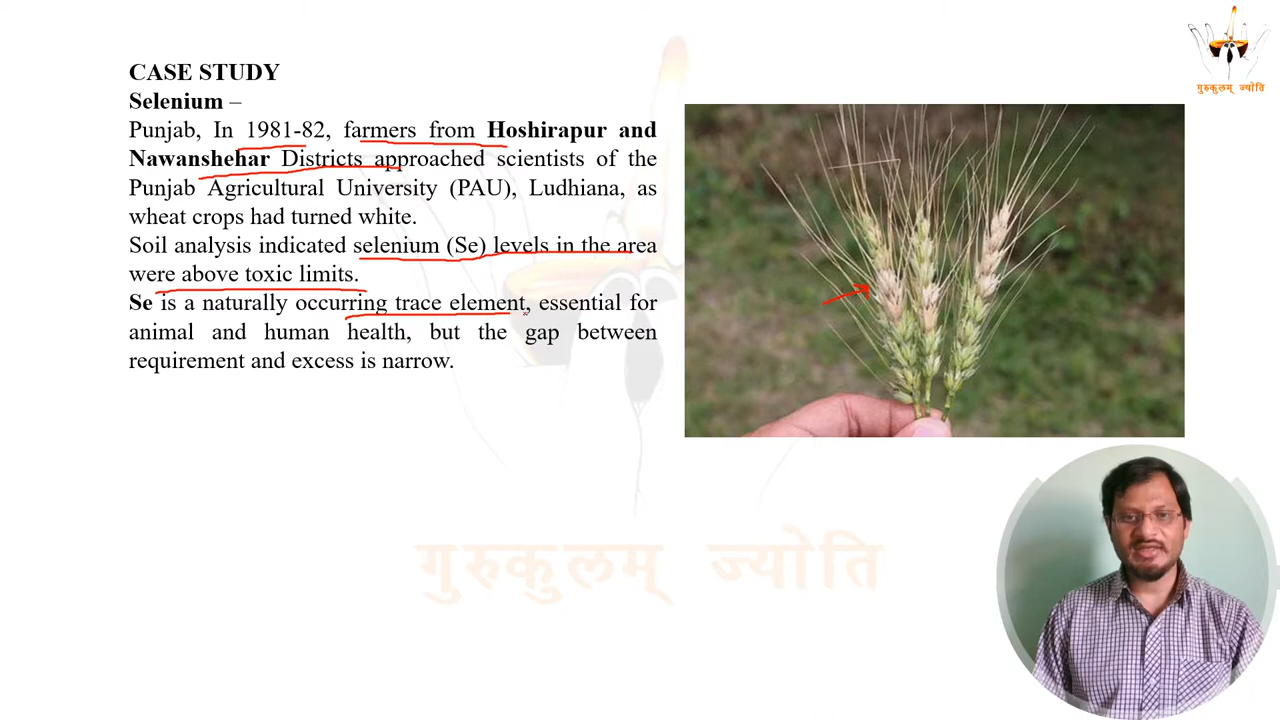 CASE STUDY
Selenium –
Punjab, In 1981-82, farmers from Hoshirapur and
Nawanshehar Districts approached scientists of the
Punjab Agricultural University (PAU), Ludhiana, as
wheat crops had turned white.
Soil analysis indicated selenium (Se) levels in the area
were above toxic limits.
Se is a naturally occurring trace element, essential for
animal and human health, but the gap between
requirement and excess is narrow.
गुरुकुलम् ज्योति
गुरुकुलम् ज्योति